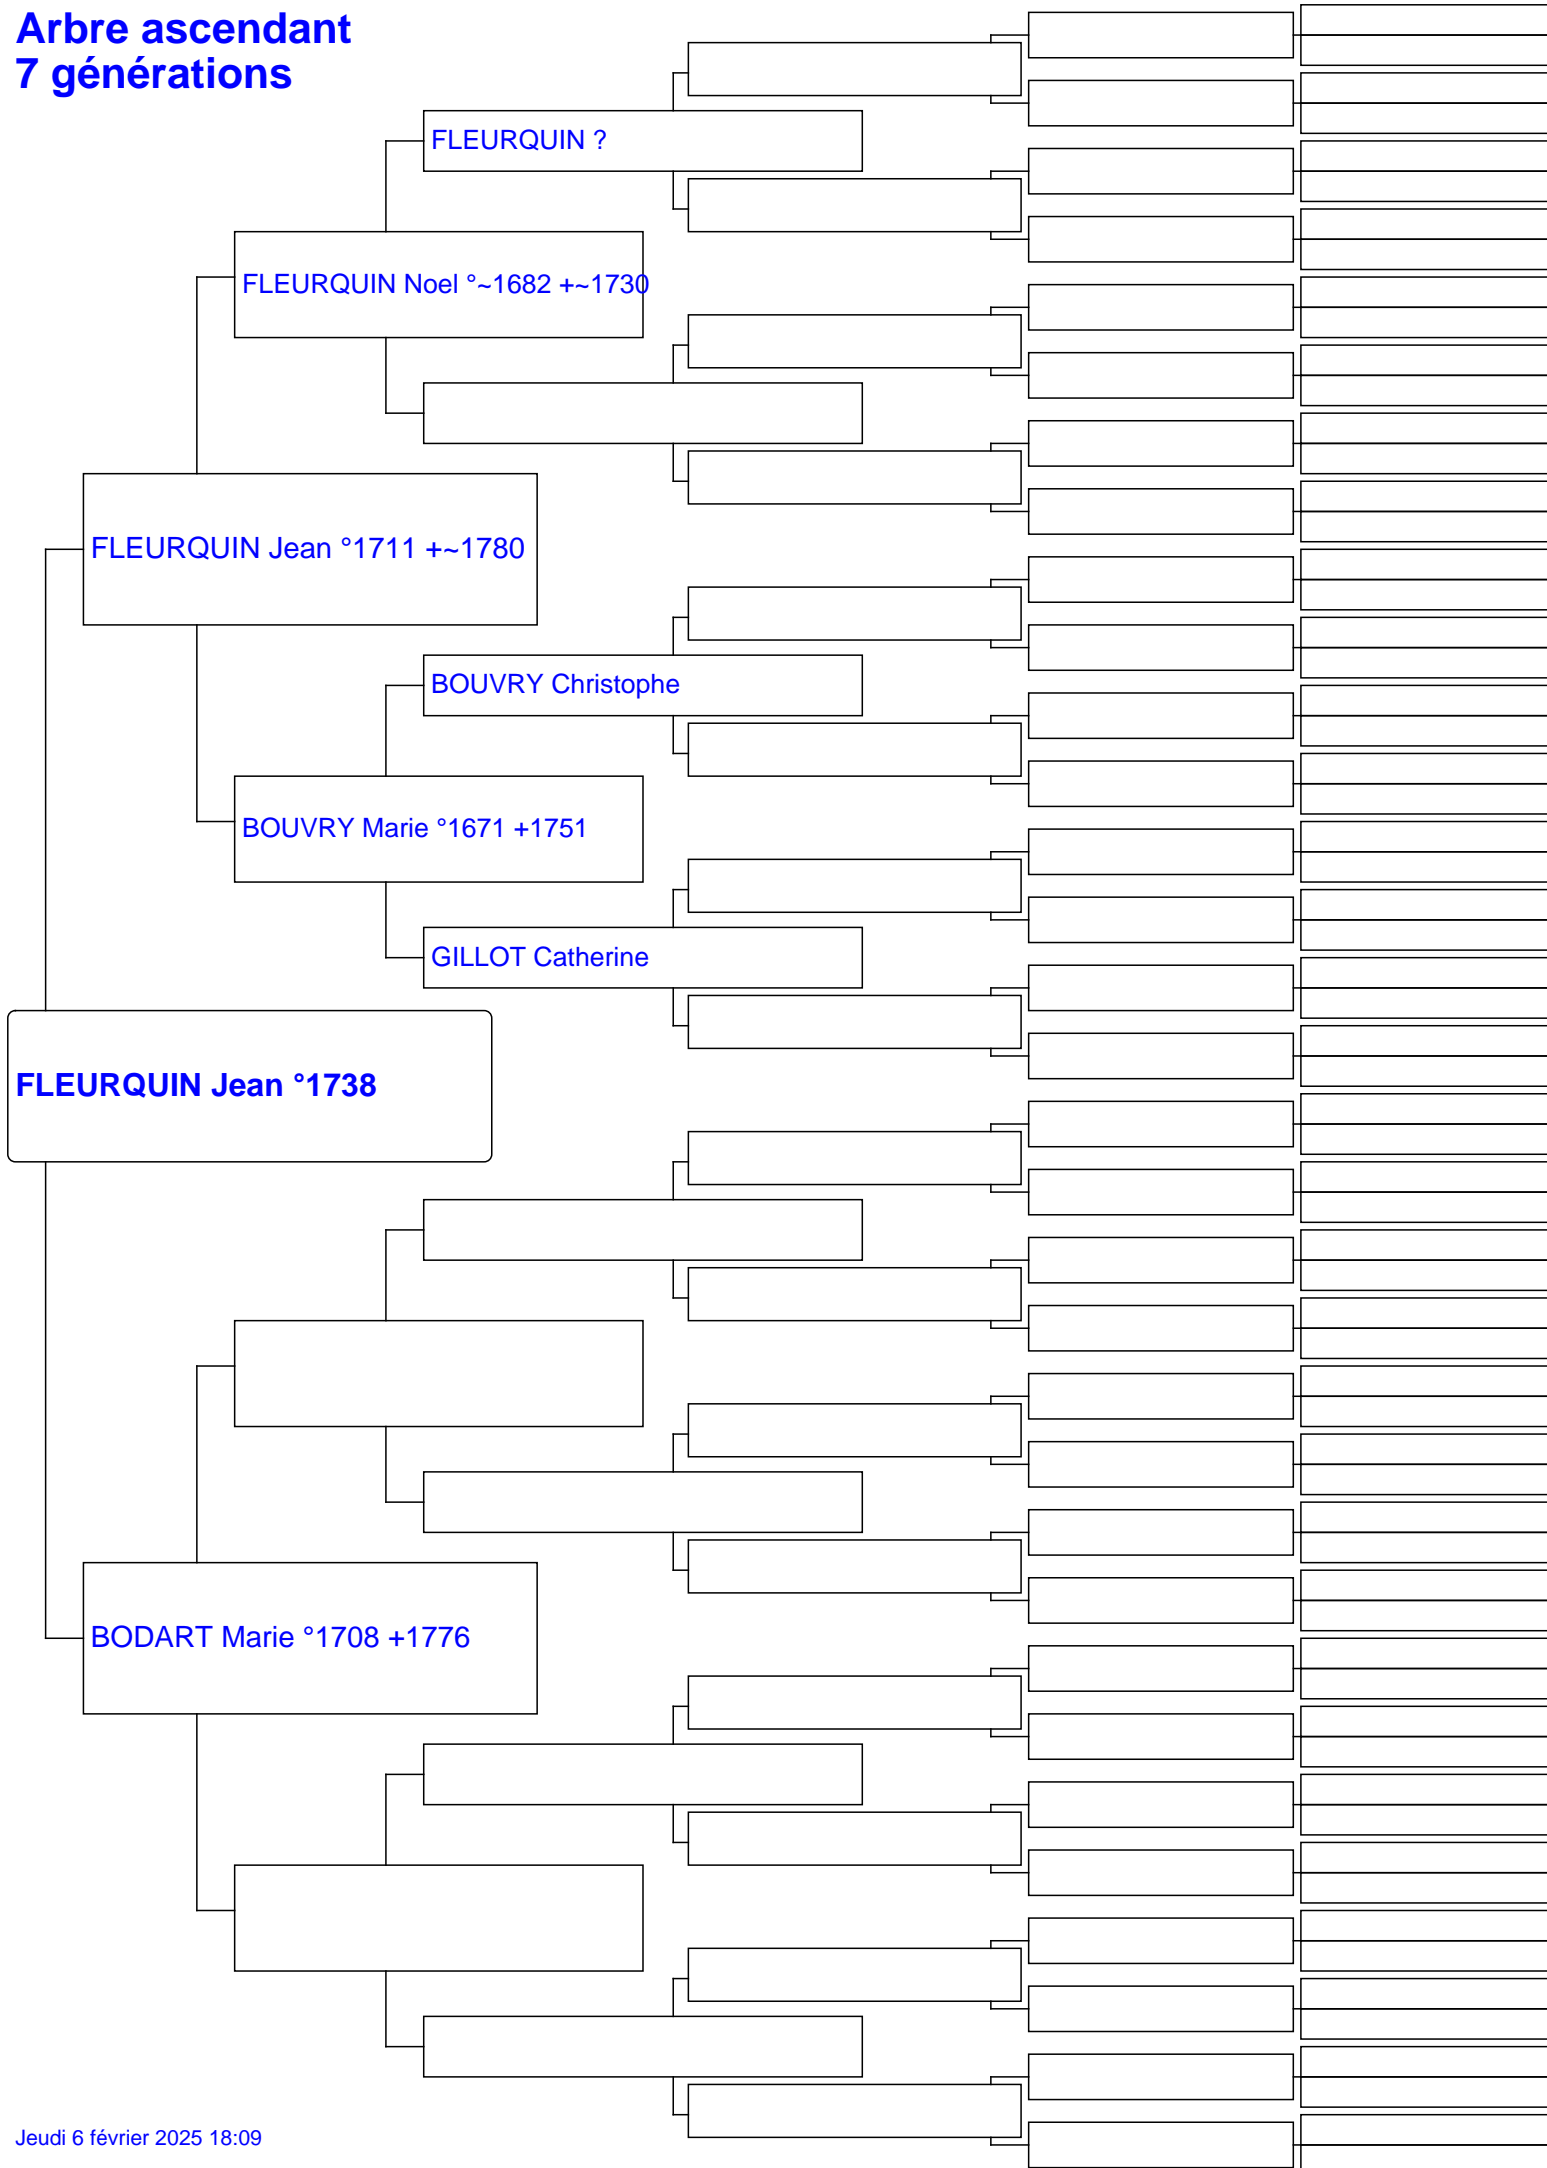 Arbre ascendant
7 générations
FLEURQUIN ?
FLEURQUIN Noel °~1682 +~1730
FLEURQUIN Jean °1711 +~1780
BOUVRY Christophe
BOUVRY Marie °1671 +1751
GILLOT Catherine
FLEURQUIN Jean °1738
BODART Marie °1708 +1776
Jeudi 6 février 2025 18:09